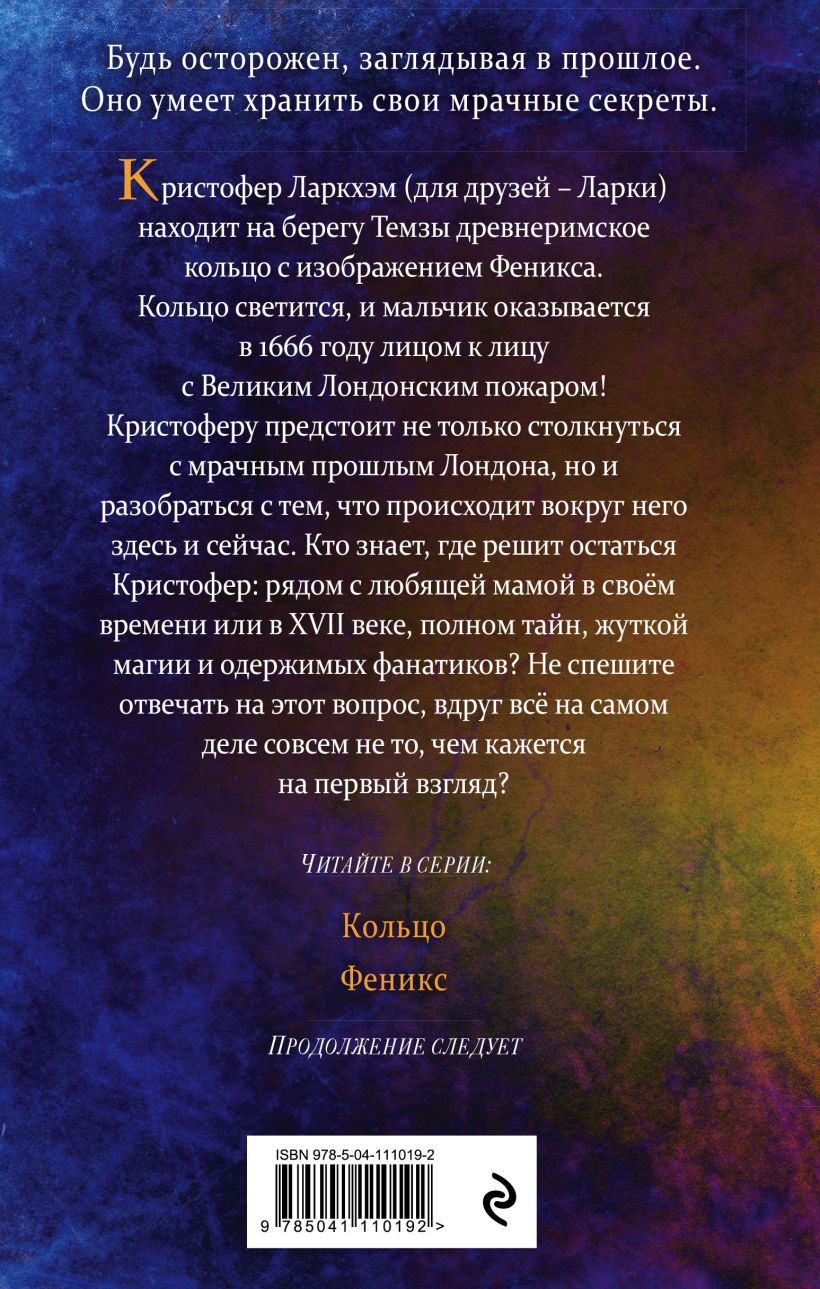 Будь осторожен, заглядывая в прошлое.
Оно умеет хранить свои мрачные секреты.
Кристофер Ларкхэм (для друзей – Ларки)
находит на берегу Темзы древнеримское
кольцо с изображением Феникса.
Кольцо светится, и мальчик оказывается
в 1666 году лицом к лицу
с Великим Лондонским пожаром!
Кристоферу предстоит не только столкнуться
с мрачным прошлым Лондона, но и
разобраться с тем, что происходит вокруг него
здесь и сейчас. Кто знает, где решит остаться
Кристофер: рядом с любящей мамой в своём
времени или в XVII веке, полном тайн, жуткой
магии и одержимых фанатиков? Не спешите
отвечать на этот вопрос, вдруг всё на самом
деле совсем не то, чем кажется
на первый взгляд?
Читайте в серии:
Кольцо
Феникс
Продолжение следует
ISBN 978-5-04-111019-2
9 785041 110192 >